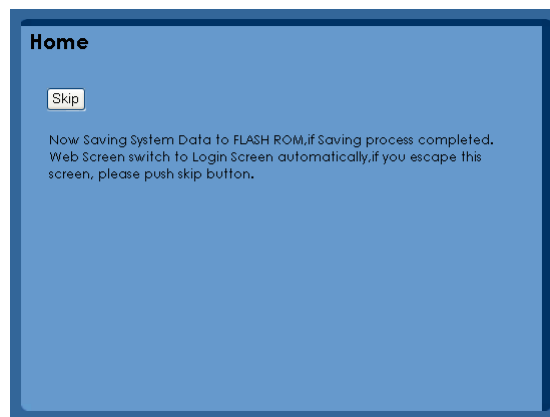 Home
Skip
Now Saving System Data to FLASH ROM,if Saving process completed.
Web Screen switch to Login Screen automatically,if you escape this
screen, please push skip button.